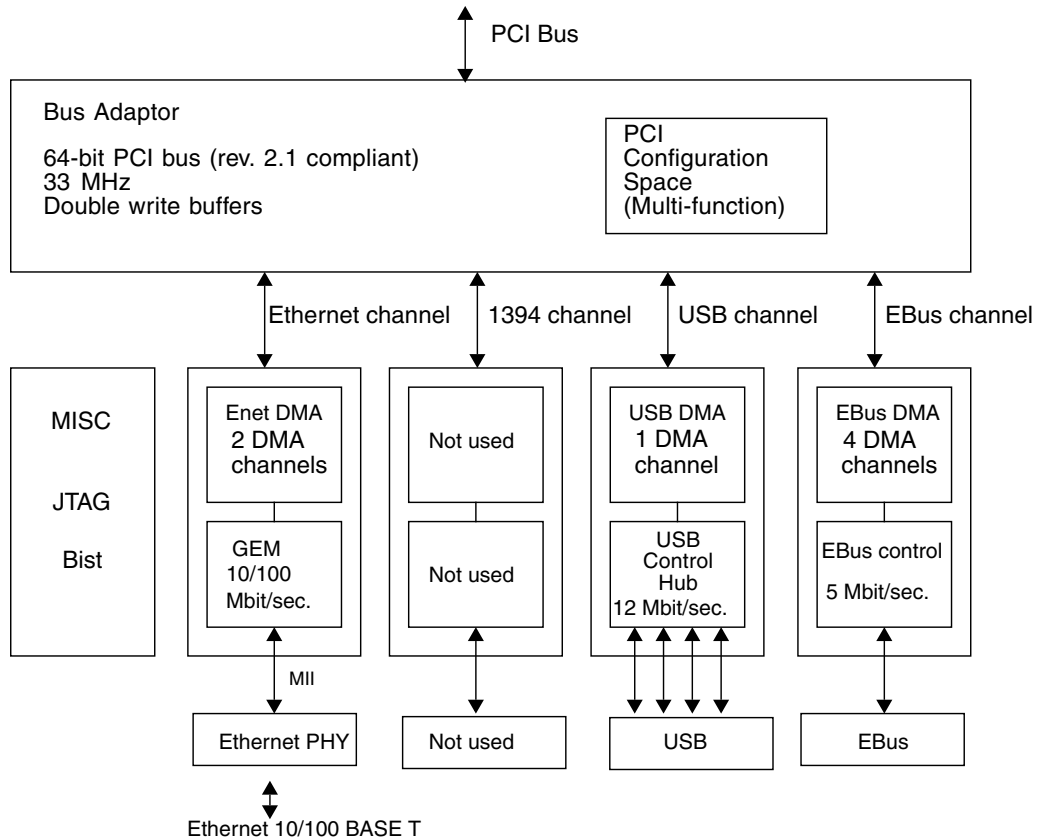 PCI Bus
Bus Adaptor
64-bit PCI bus (rev. 2.1 compliant)
33 MHz
Double write buffers
PCI
Configuration
Space
(Multi-function)
Ethernet channel
1394 channel
USB channel
EBus channel
MISC
JTAG
Bist
Enet DMA
2 DMA
channels
GEM
10/100
Mbit/sec.
MII
Ethernet PHY
Ethernet 10/100 BASE T
Not used
Not used
Not used
USB DMA
1 DMA
channel
USB
Control
Hub
12 Mbit/sec.
USB
EBus DMA
4 DMA
channels
EBus control
5 Mbit/sec.
EBus